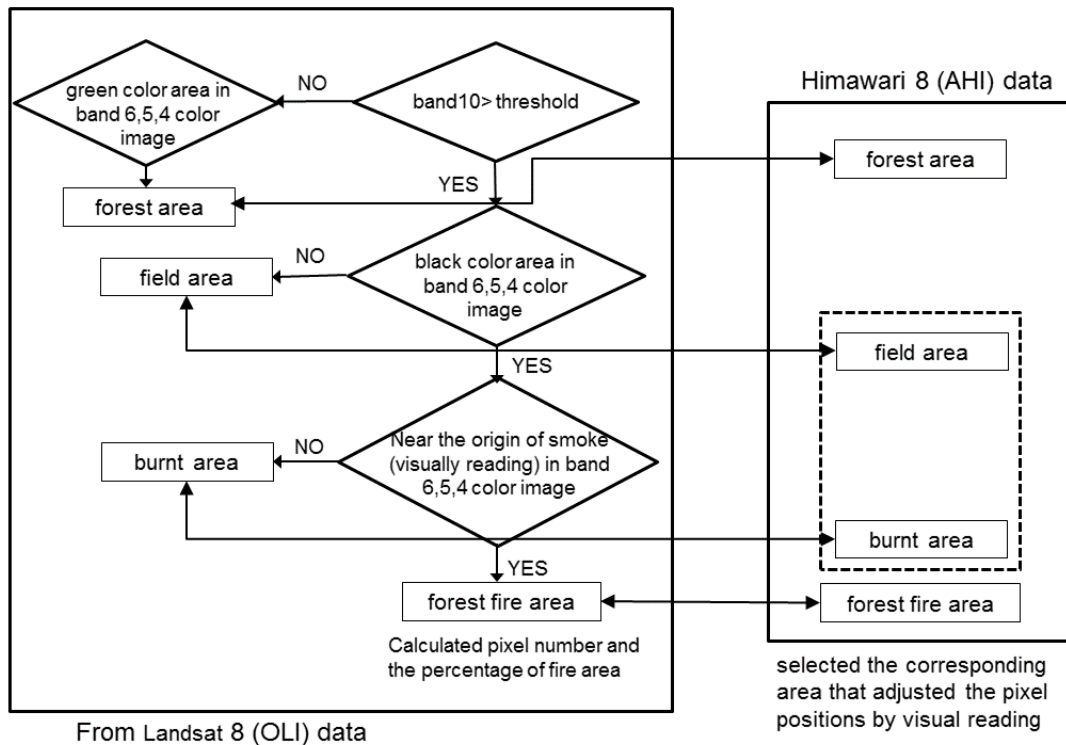 NO
green color area in
band 6,5,4 color
image
band10> threshold
YES
forest area
NO
field area
black color area in
band 6,5,4 color
image
YES
NO
burnt area
Near the origin of smoke
(visually reading) in band
6,5,4 color image
YES
forest fire area
Calculated pixel number and
the percentage of fire area
From Landsat 8 (OLI) data
Himawari 8 (AHI) data
forest area
field area
burnt area
forest fire area
selected the corresponding
area that adjusted the pixel
positions by visual reading